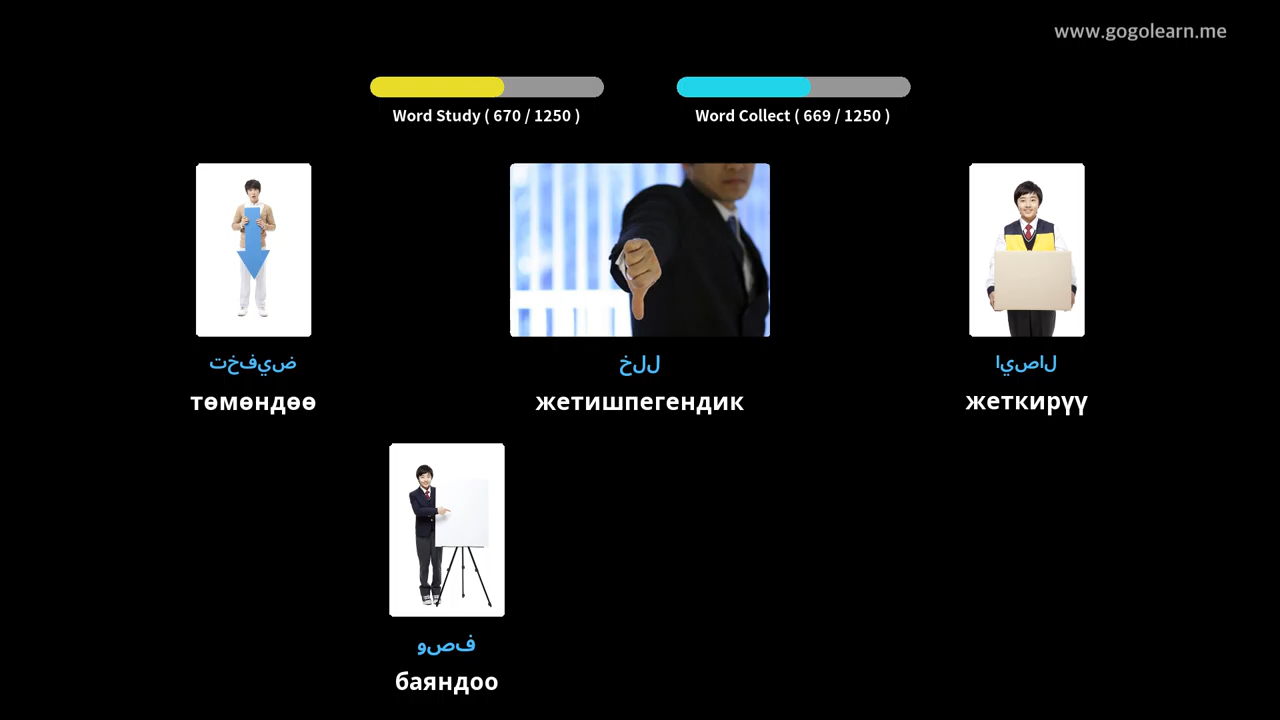 www.gogolearn.me
Word Study ( 670 / 1250 )
Word Collect ( 669 / 1250 )
تخفيض
خلل
ايصال
төмөндөө
жетишпегендик
жеткирүү
وصف
баяндоо